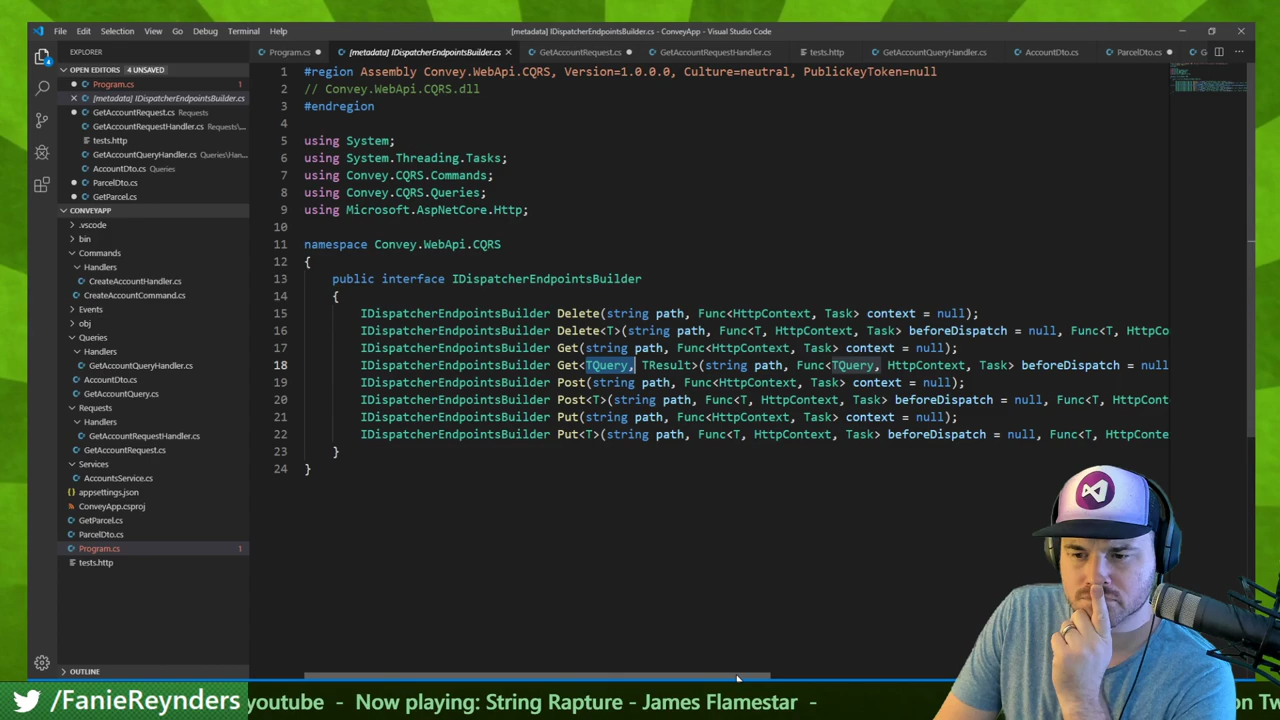 File Edit Selection View Go Debug Terminal Help
[metadata] IDispatcherEndpointsBuilder.cs - ConveyApp - Visual Studio Code
EXPLORER
Program.cs
[metadata] IDispatcherEndpointsBuilder.cs
GetAccountRequest.cs
GetAccountRequestHandler.cs
tests.http
GetAccountQueryHandler.cs
AccountDto.cs
ParcelDto.cs
OPEN EDITORS 4 UNSAVED
Program.cs
[metadata] IDispatcherEndpointsBuilder.cs
GetAccountRequest.cs Requests
GetAccountRequestHandler.cs Requests\...
tests.http
GetAccountQueryHandler.cs Queries\Han...
AccountDto.cs Queries
ParcelDto.cs
GetParcel.cs
CONVEYAPP
.vscode
bin
Commands
Handlers
CreateAccountHandler.cs
CreateAccountCommand.cs
Events
obj
Queries
Handlers
GetAccountQueryHandler.cs
AccountDto.cs
GetAccountQuery.cs
Requests
Handlers
GetAccountRequestHandler.cs
GetAccountRequest.cs
Services
AccountsService.cs
appsettings.json
ConveyApp.csproj
GetParcel.cs
ParcelDto.cs
Program.cs 1
tests.http
OUTLINE
1 #region Assembly Convey.WebApi.CQRS, Version=1.0.0.0, Culture=neutral, PublicKeyToken=null
2 // Convey.WebApi.CQRS.dll
3 #endregion
4
5 using System;
6 using System.Threading.Tasks;
7 using Convey.CQRS.Commands;
8 using Convey.CQRS.Queries;
9 using Microsoft.AspNetCore.Http;
10
11 namespace Convey.WebApi.CQRS
12 {
13 public interface IDispatcherEndpointsBuilder
14 {
15 IDispatcherEndpointsBuilder Delete(string path, Func<HttpContext, Task> context = null);
16 IDispatcherEndpointsBuilder Delete<T>(string path, Func<T, HttpContext, Task> beforeDispatch = null, Func<T, HttpCo
17 IDispatcherEndpointsBuilder Get(string path, Func<HttpContext, Task> context = null);
18 IDispatcherEndpointsBuilder Get<TQuery, TResult>(string path, Func<TQuery, HttpContext, Task> beforeDispatch = null
19 IDispatcherEndpointsBuilder Post(string path, Func<HttpContext, Task> context = null);
20 IDispatcherEndpointsBuilder Post<T>(string path, Func<T, HttpContext, Task> beforeDispatch = null, Func<T, HttpCont
21 IDispatcherEndpointsBuilder Put(string path, Func<HttpContext, Task> context = null);
22 IDispatcherEndpointsBuilder Put<T>(string path, Func<T, HttpContext, Task> beforeDispatch = null, Func<T, HttpConte
23 }
24 }
/FanieReynders
youtube - Now playing: String Rapture - James Flamestar -
on Tw